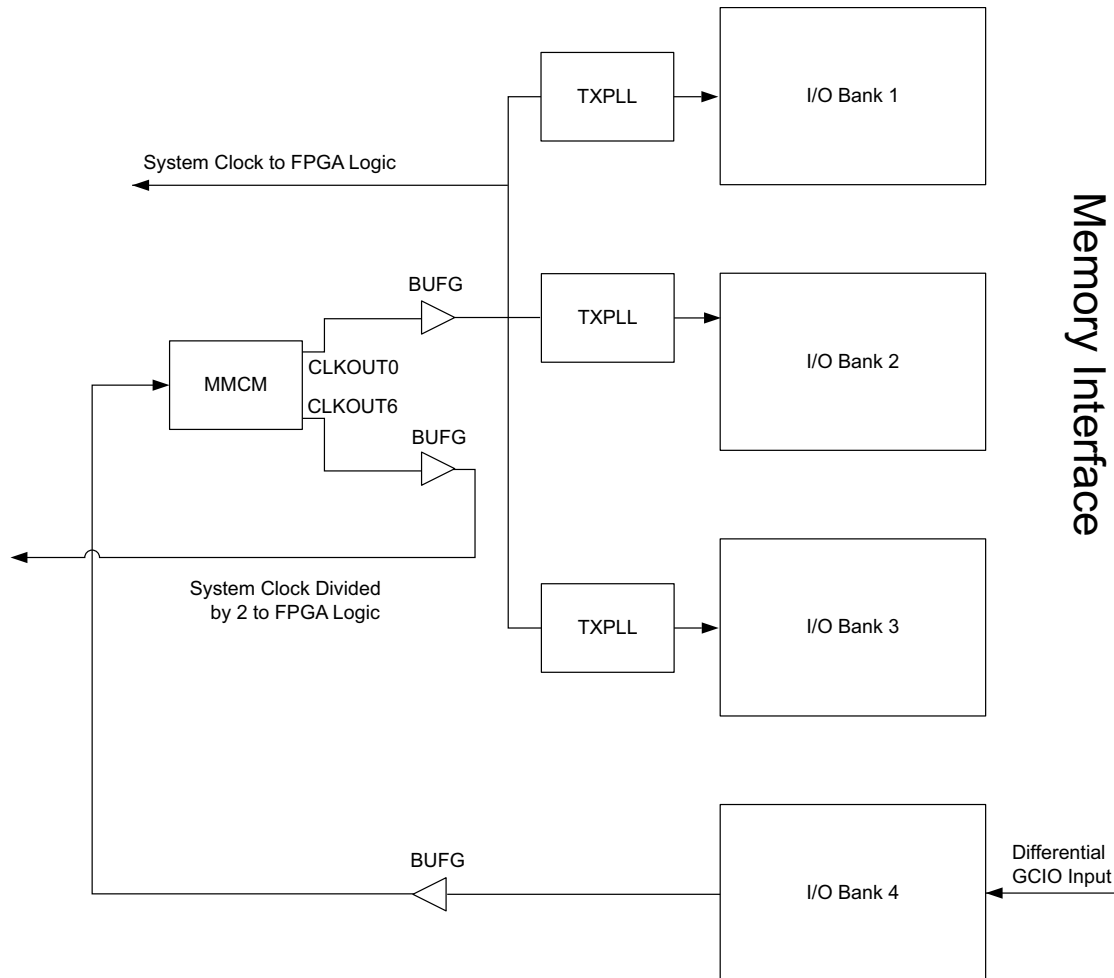 TXPLL
I/O Bank 1
System Clock to FPGA Logic
Memory Interface
BUFG
TXPLL
I/O Bank 2
CLKOUT0
MMCM
CLKOUT6
BUFG
System Clock Divided
by 2 to FPGA Logic
TXPLL
I/O Bank 3
BUFG
I/O Bank 4
Differential
GCIO Input